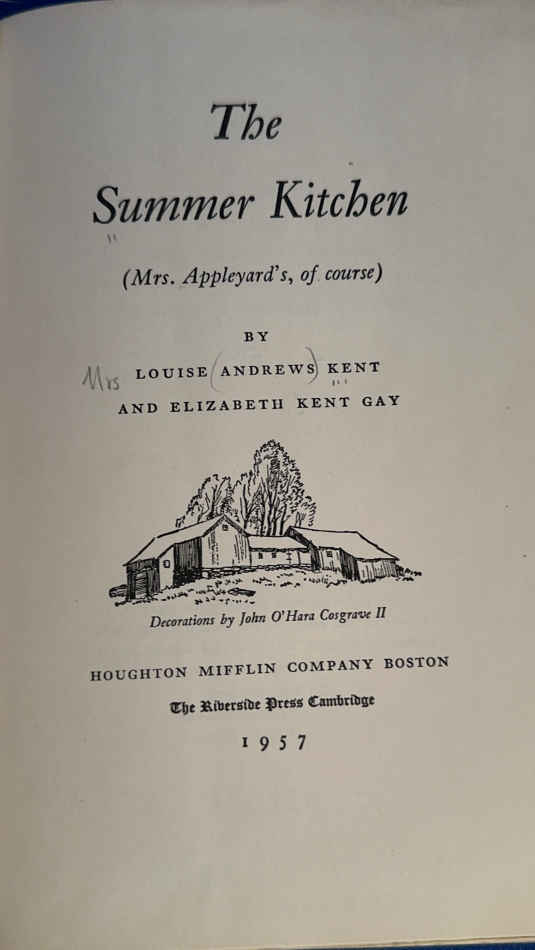 The
Summer Kitchen
(Mrs. Appleyard's, of course)
BY
Mrs LOUISE (ANDREWS) KENT
AND ELIZABETH KENT GAY
Decorations by John O'Hara Cosgrave II
HOUGHTON MIFFLIN COMPANY BOSTON
The Riverside Press Cambridge
1957